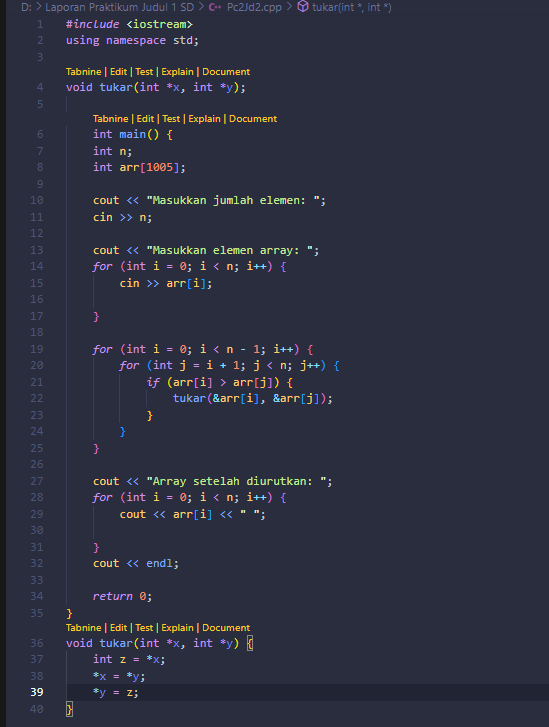 D: > Laporan Praktikum Judul 1 SD > C++ Pc2Jd2.cpp > tukar(int *, int *)
1 #include <iostream>
2 using namespace std;
3
Tabnine | Edit | Test | Explain | Document
4 void tukar(int *x, int *y);
5
Tabnine | Edit | Test | Explain | Document
6 int main() {
7 int n;
8 int arr[1005];
9
10 cout << "Masukkan jumlah elemen: ";
11 cin >> n;
12
13 cout << "Masukkan elemen array: ";
14 for (int i = 0; i < n; i++) {
15 cin >> arr[i];
16
17 }
18
19 for (int i = 0; i < n - 1; i++) {
20 for (int j = i + 1; j < n; j++) {
21 if (arr[i] > arr[j]) {
22 tukar(&arr[i], &arr[j]);
23 }
24 }
25 }
26
27 cout << "Array setelah diurutkan: ";
28 for (int i = 0; i < n; i++) {
29 cout << arr[i] << " ";
30
31 }
32 cout << endl;
33
34 return 0;
35 }
Tabnine | Edit | Test | Explain | Document
36 void tukar(int *x, int *y) {
37 int z = *x;
38 *x = *y;
39 *y = z;
40 }